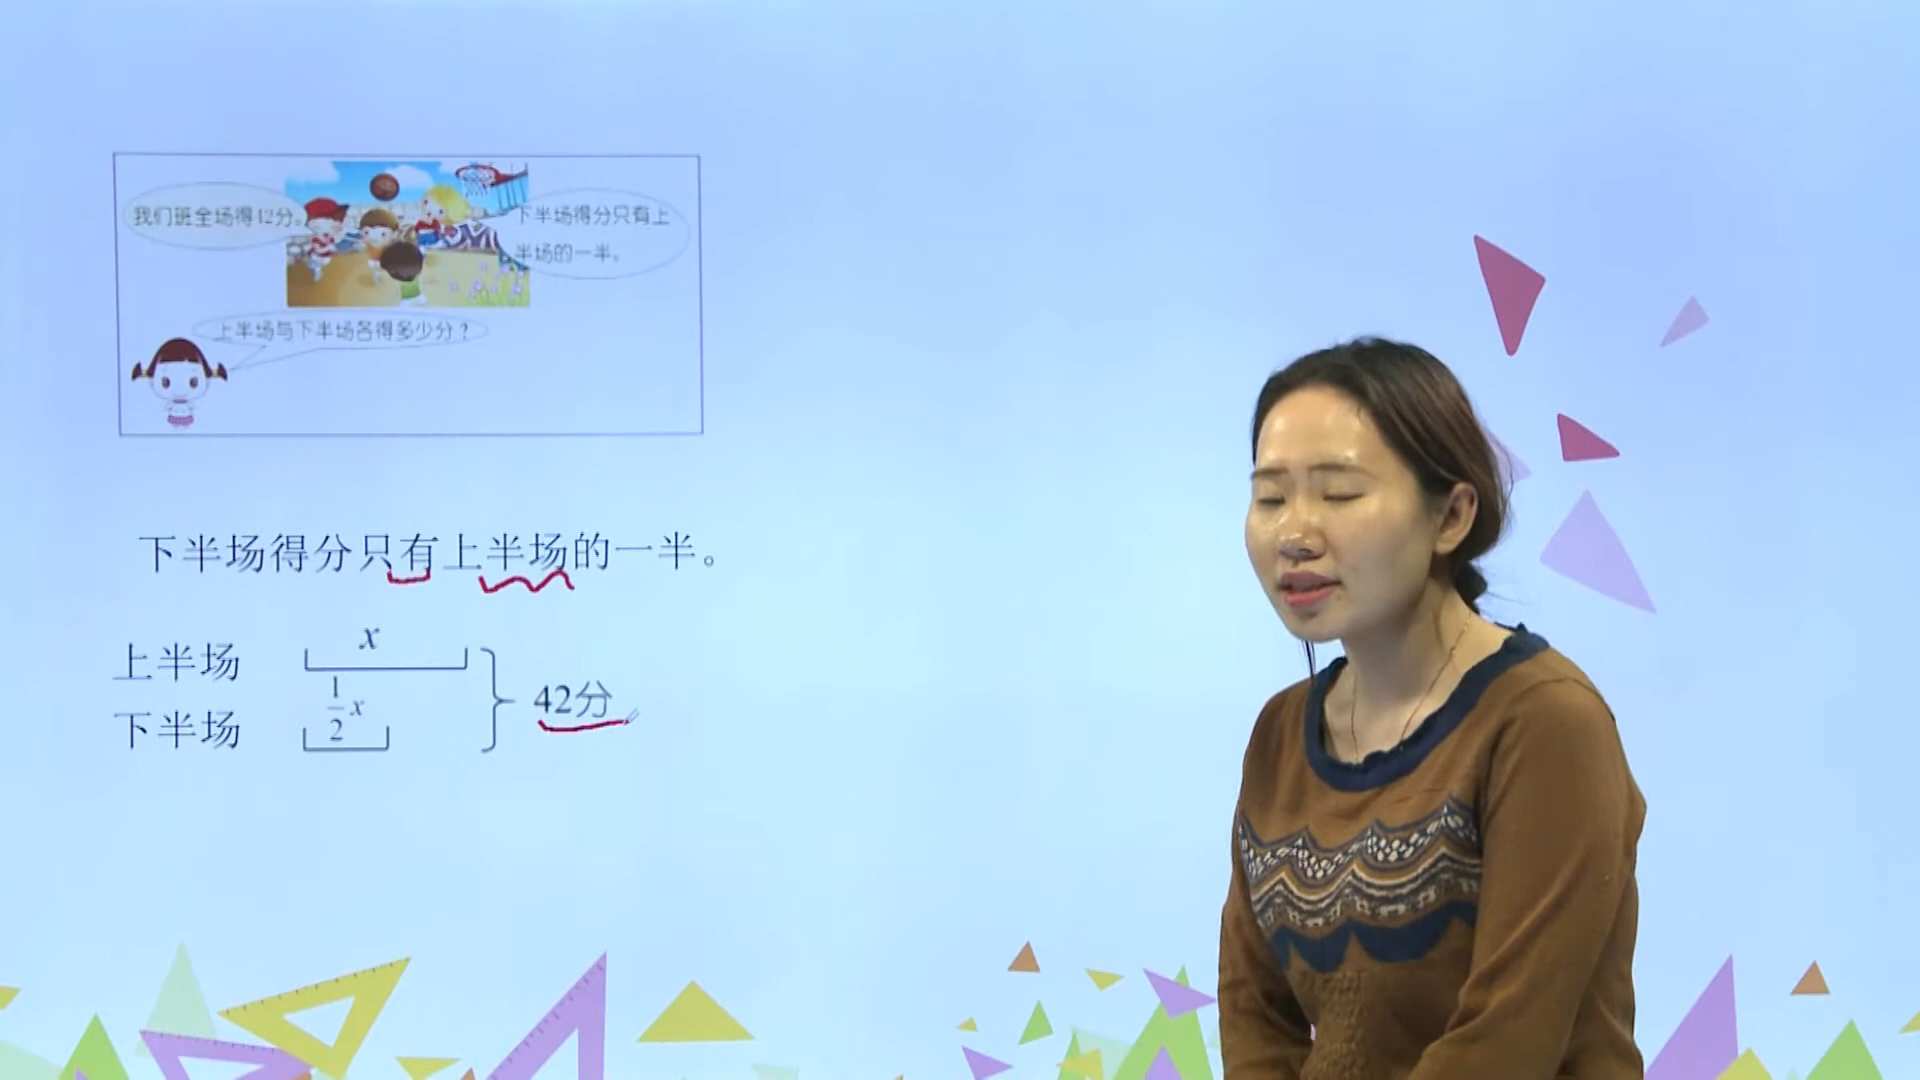 我们班全场得42分。
下半场得分只有上
半场的一半。
上半场与下半场各得多少分？
下半场得分只有上半场的一半。
上半场 x
下半场 1/2 x
42分